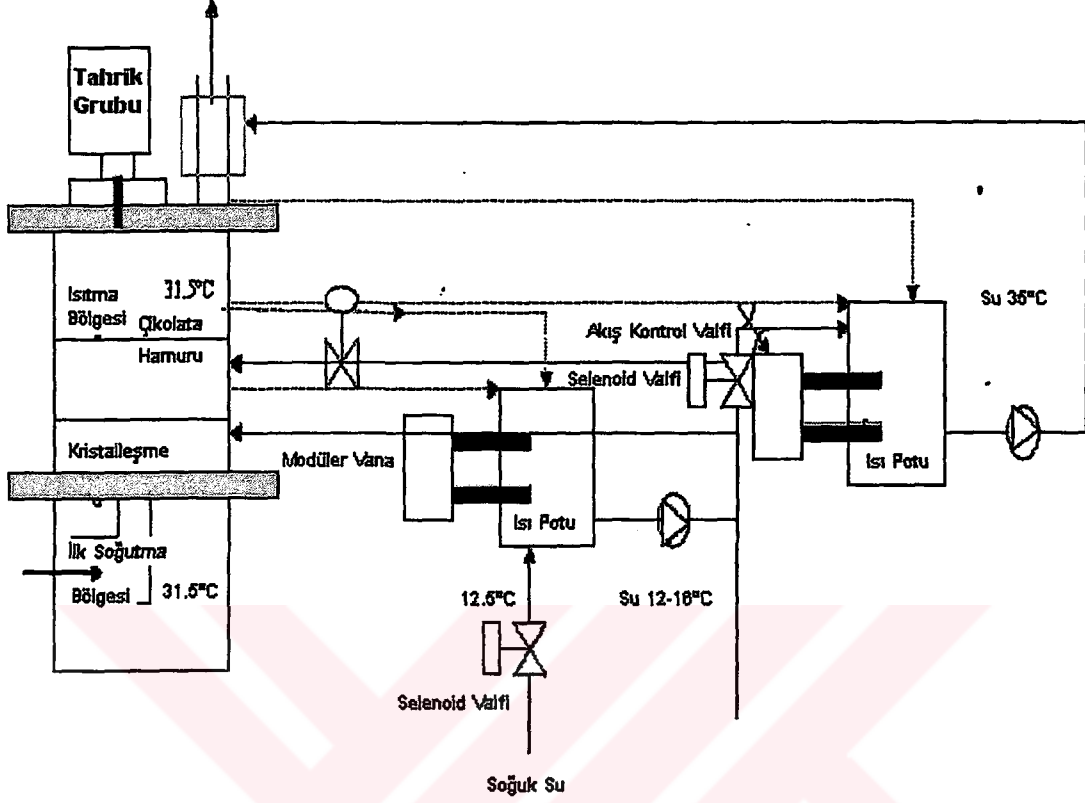 Tahrik
Grubu
Isıtma
Bölgesi
31.5°C
Çikolata
Hamuru
Kristalleşme
İlk Soğutma
Bölgesi
31.5°C
Akış Kontrol Valfi
Selenoid Valfi
Su 35°C
Isı Potu
Modüler Vana
Isı Potu
12.5°C
Su 12-16°C
Selenoid Valfi
Soğuk Su